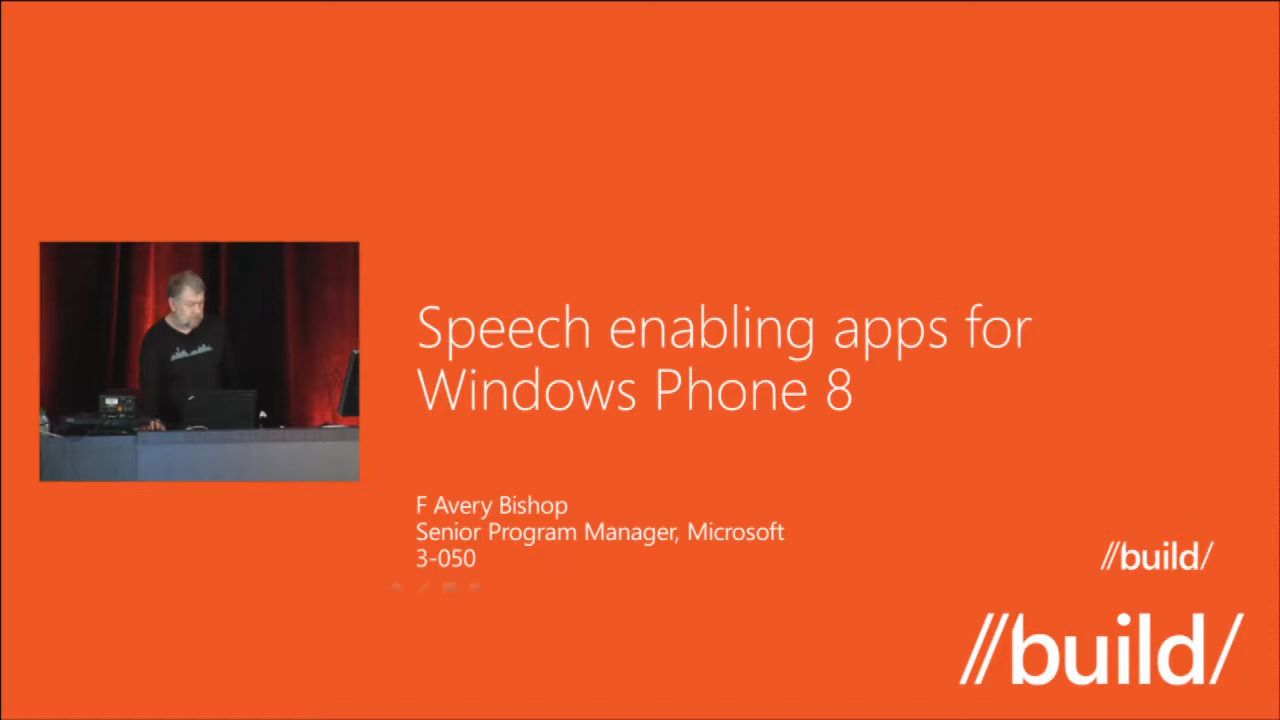 Speech enabling apps for
Windows Phone 8
F Avery Bishop
Senior Program Manager, Microsoft
3-050
//build/
//build/